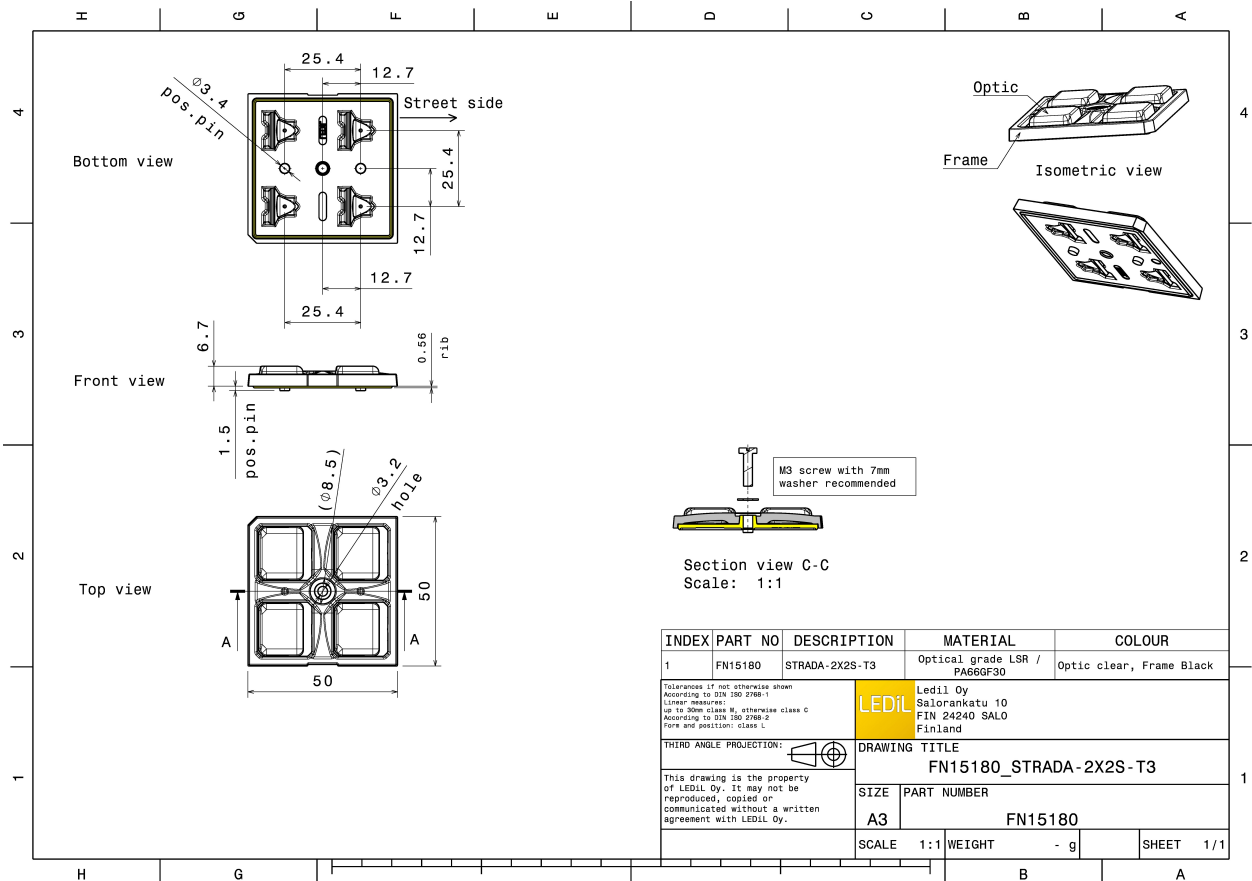 H G F E D C B A
4
25.4
12.7
⌀3.4
pos.pin
Street side
Bottom view
25.4
12.7
12.7
25.4
Optic
Frame
Isometric view
4
3
6.7
0.56
rib
Front view
1.5
pos.pin
3
(⌀8.5)
⌀3.2
hole
M3 screw with 7mm
washer recommended
2
Top view
A
A
50
50
Section view C-C
Scale: 1:1
2
INDEX PART NO DESCRIPTION MATERIAL COLOUR
1 FN15180 STRADA-2X2S-T3 Optical grade LSR / PA66GF30 Optic clear, Frame Black
Tolerances if not otherwise shown
According to DIN ISO 2768-1
Linear measures:
up to 30mm class M, otherwise class C
According to DIN ISO 2768-2
Form and position: class L
LEDiL
Ledil Oy
Salorankatu 10
FIN 24240 SALO
Finland
THIRD ANGLE PROJECTION:
DRAWING TITLE
FN15180_STRADA-2X2S-T3
This drawing is the property
of LEDiL Oy. It may not be
reproduced, copied or
communicated without a written
agreement with LEDiL Oy.
SIZE PART NUMBER
A3 FN15180
SCALE 1:1 WEIGHT - g SHEET 1/1
1
1
H G B A